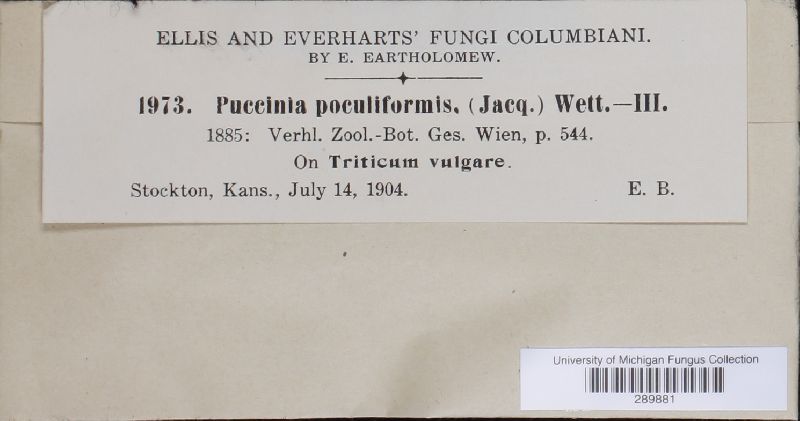 ELLIS AND EVERHARTS' FUNGI COLUMBIANI.
BY E. EARTHOLOMEW.
1973. Puccinia poculiformis, (Jacq.) Wett.—III.
1885: Verhl. Zool.-Bot. Ges. Wien, p. 544.
On Triticum vulgare.
Stockton, Kans., July 14, 1904. E. B.
University of Michigan Fungus Collection
289881